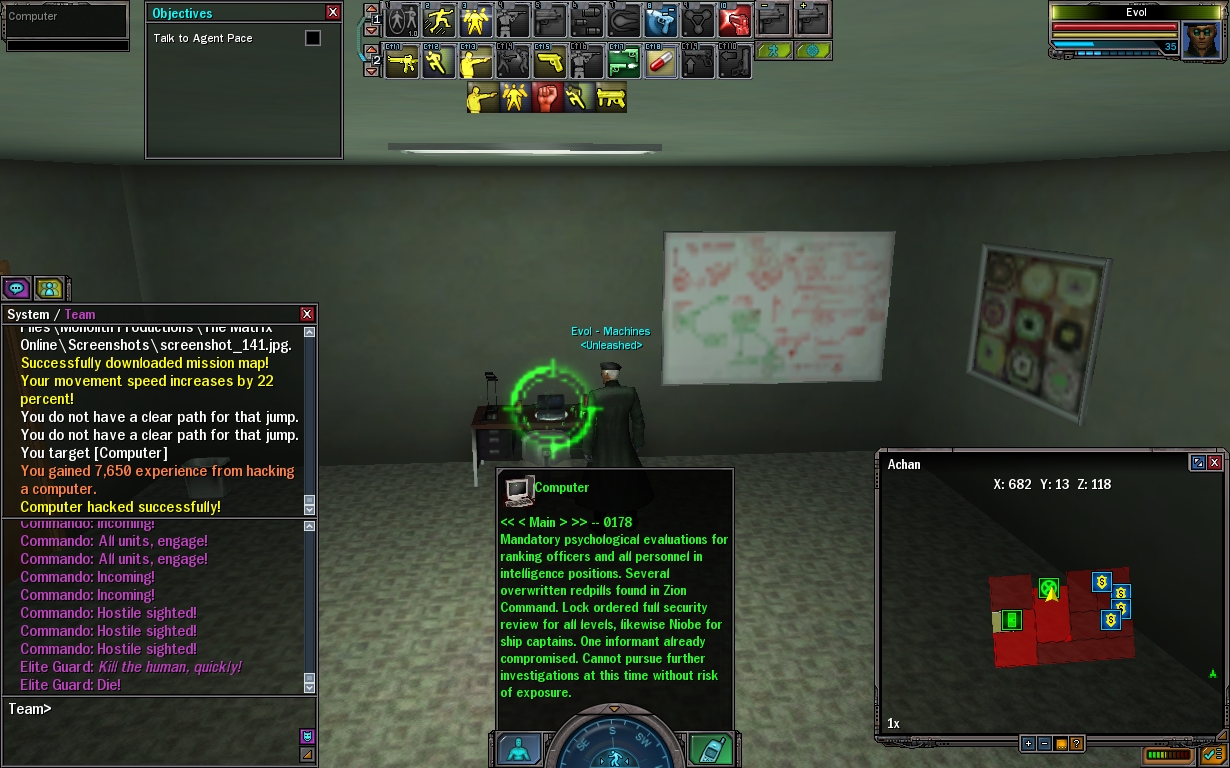 Computer
Objectives
Talk to Agent Pace
1
2
Evol
35
Evol - Machines
<Unleashed>
System / Team
Files\Monolith Productions\The Matrix
Online\Screenshots\screenshot_141.jpg.
Successfully downloaded mission map!
Your movement speed increases by 22
percent!
You do not have a clear path for that jump.
You do not have a clear path for that jump.
You target [Computer]
You gained 7,650 experience from hacking
a computer.
Computer hacked successfully!
Commando: Incoming!
Commando: All units, engage!
Commando: All units, engage!
Commando: Incoming!
Commando: Incoming!
Commando: Hostile sighted!
Commando: Hostile sighted!
Commando: Hostile sighted!
Elite Guard: Kill the human, quickly!
Elite Guard: Die!
Team>
Computer
<< < Main > >> -- 0178
Mandatory psychological evaluations for
ranking officers and all personnel in
intelligence positions. Several
overwritten redpills found in Zion
Command. Lock ordered full security
review for all levels, likewise Niobe for
ship captains. One informant already
compromised. Cannot pursue further
investigations at this time without risk
of exposure.
SE S SW
Achan
X: 682 Y: 13 Z: 118
1x